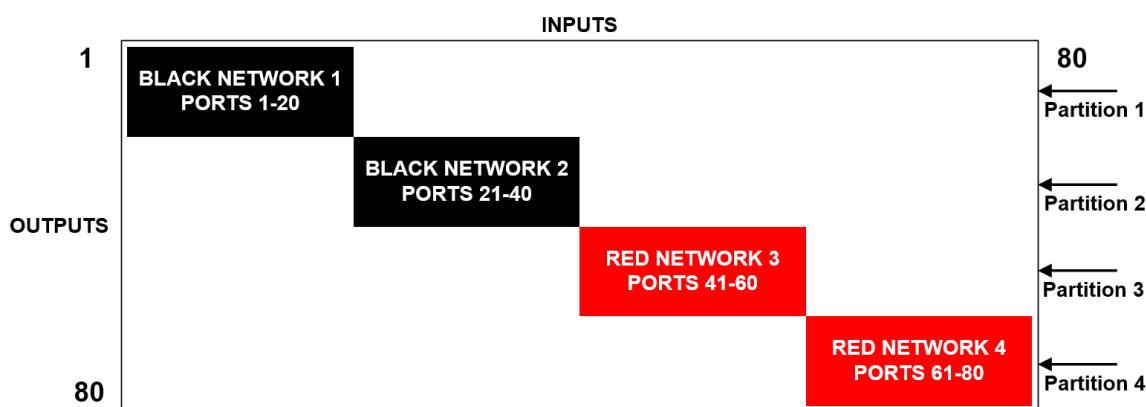 INPUTS
1
80
BLACK NETWORK 1
PORTS 1-20
Partition 1
BLACK NETWORK 2
PORTS 21-40
Partition 2
OUTPUTS
RED NETWORK 3
PORTS 41-60
Partition 3
RED NETWORK 4
PORTS 61-80
Partition 4
80